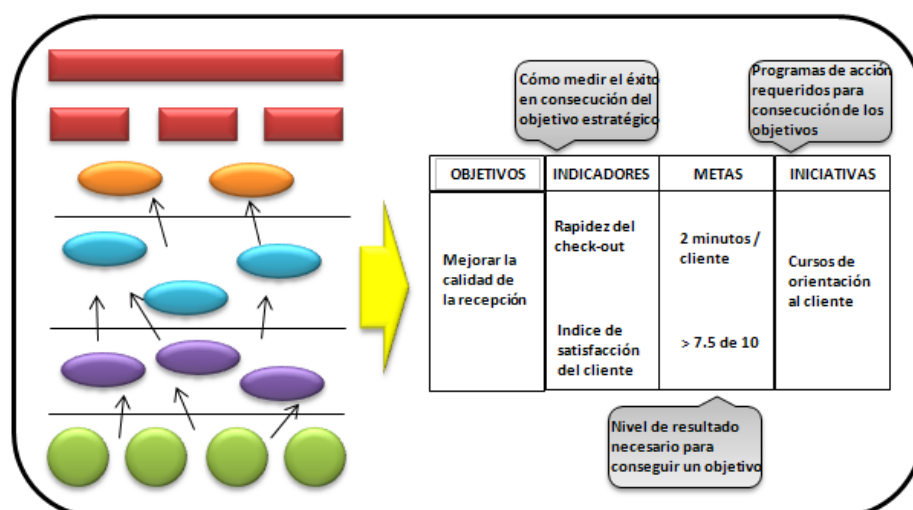 Cómo medir el éxito
en consecución del
objetivo estratégico
Programas de acción
requeridos para
consecución de los
objetivos
OBJETIVOS
INDICADORES
METAS
INICIATIVAS
Mejorar la
calidad de
la recepción
Rapidez del
check-out
2 minutos /
cliente
Cursos de
orientación
al cliente
Indice de
satisfacción
del cliente
> 7.5 de 10
Nivel de resultado
necesario para
conseguir un objetivo